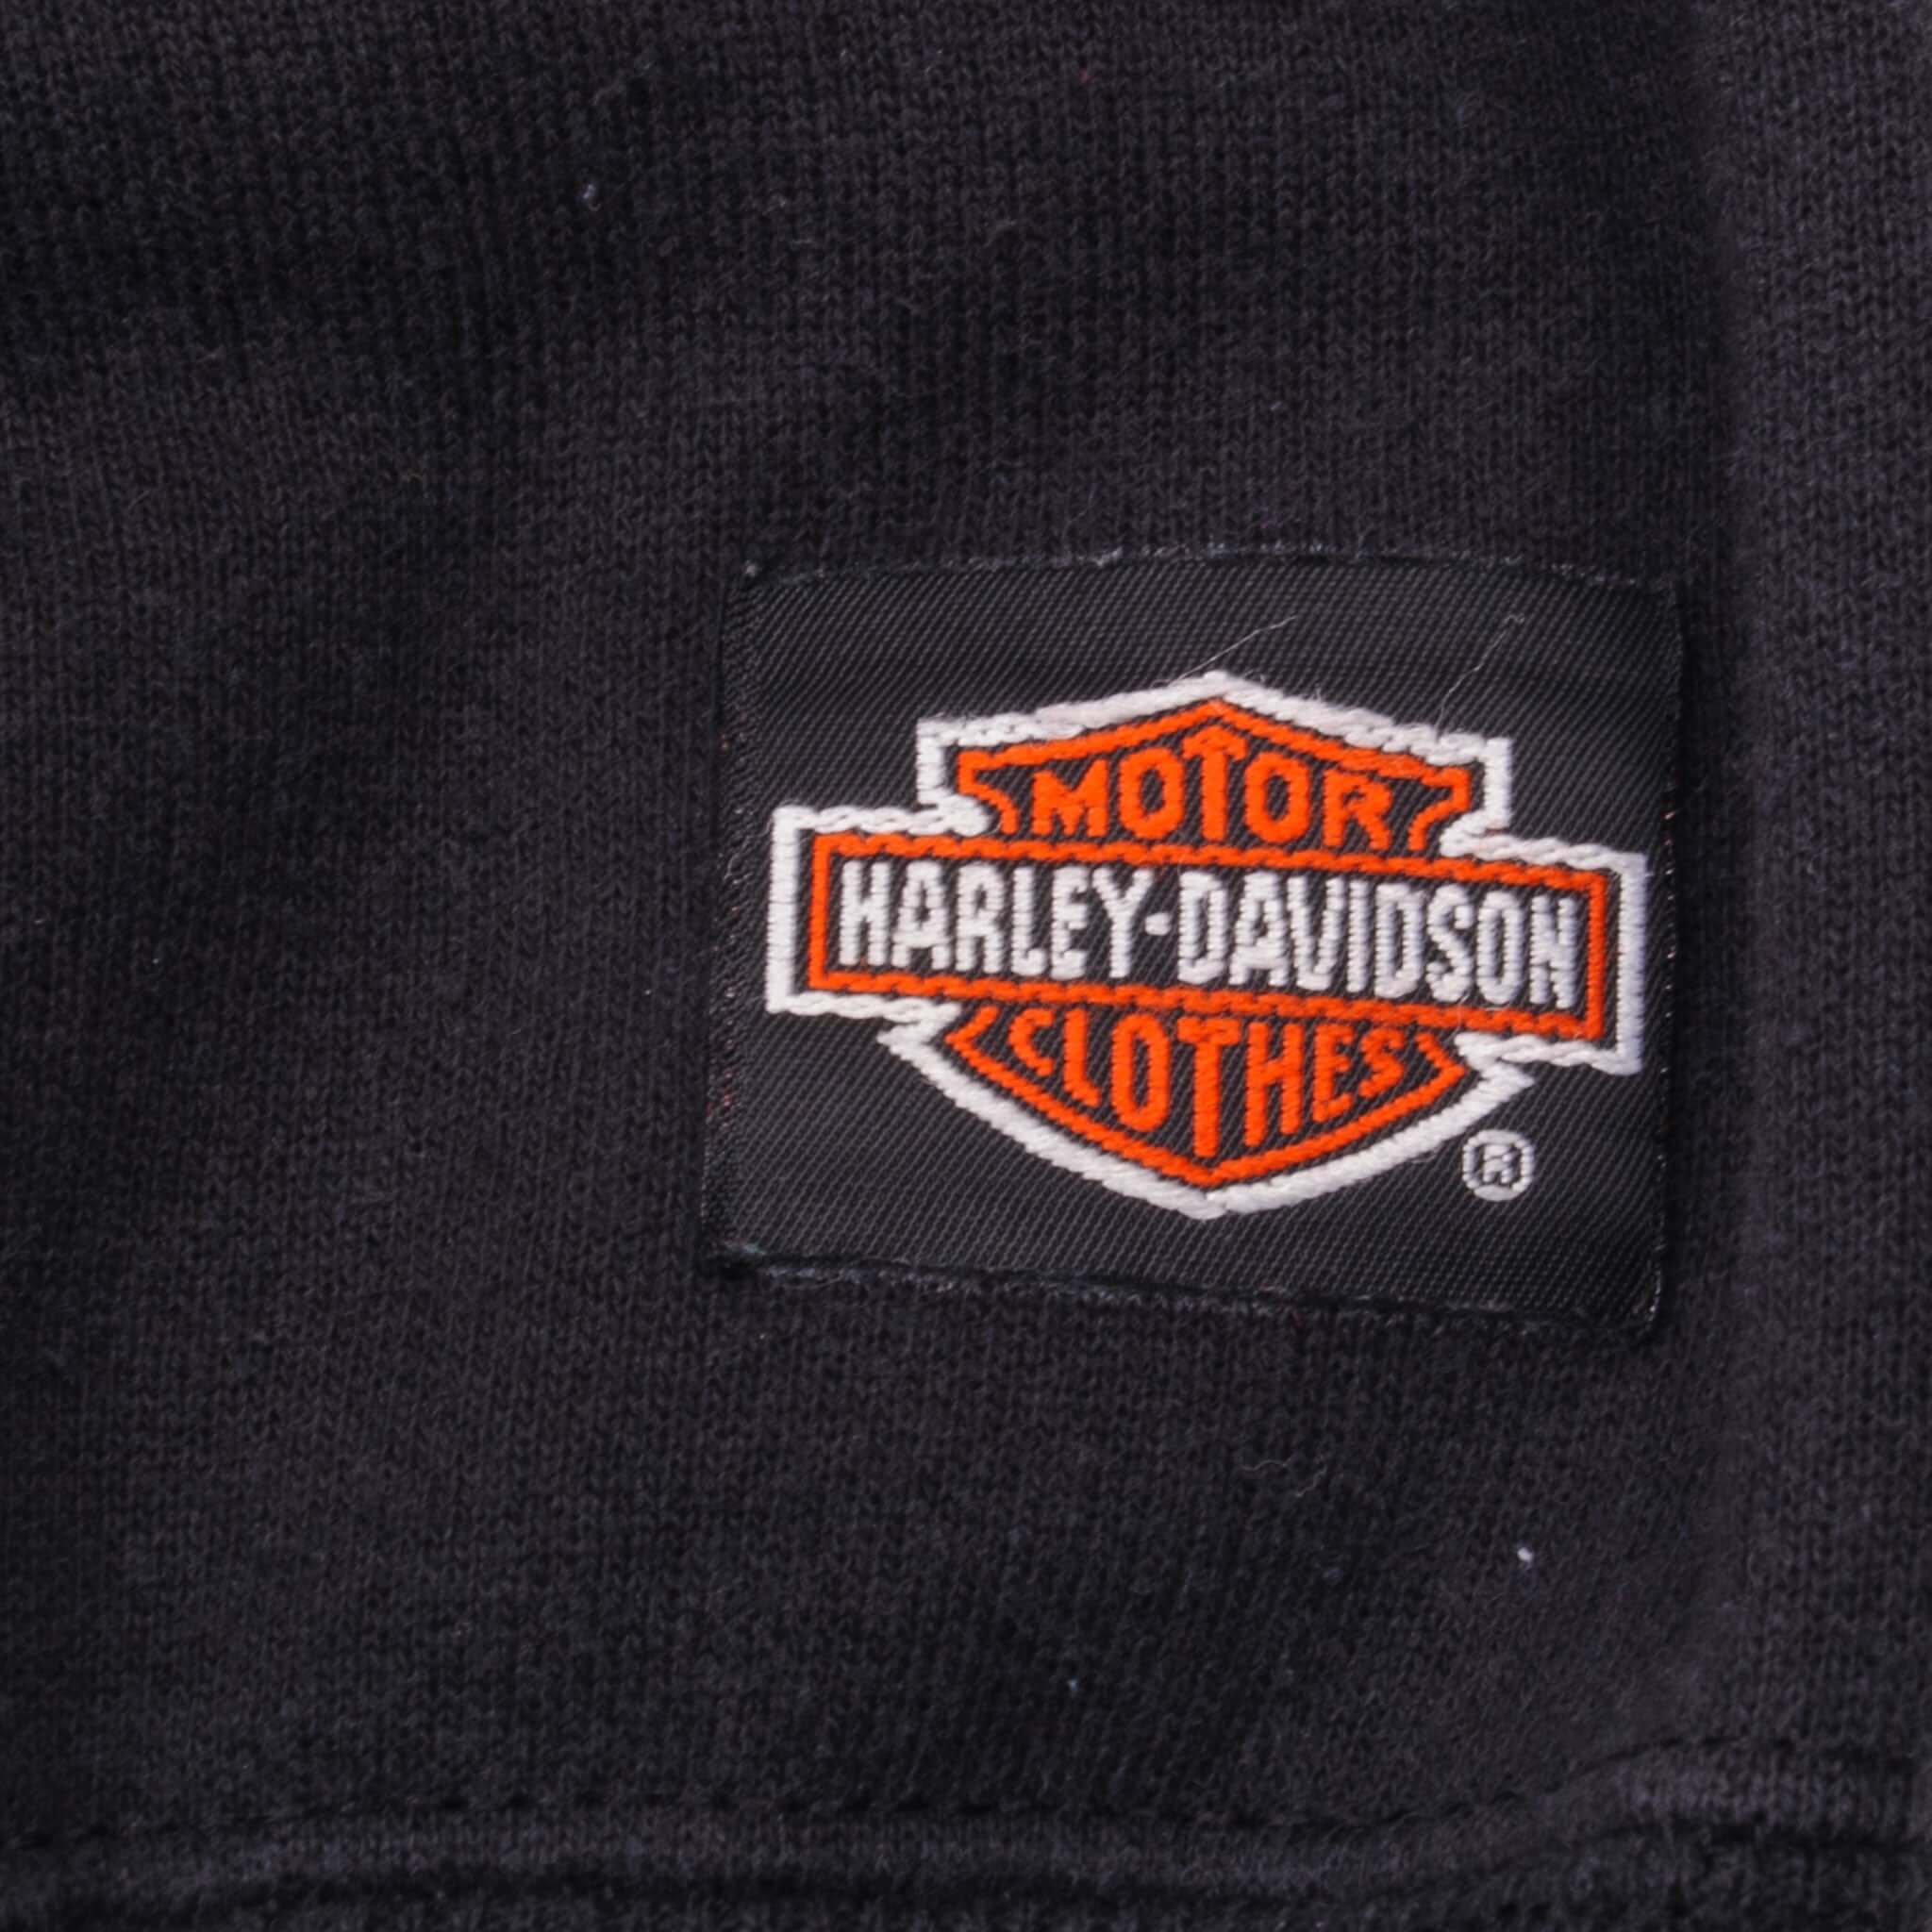 MOTOR
HARLEY-DAVIDSON
CLOTHES
®